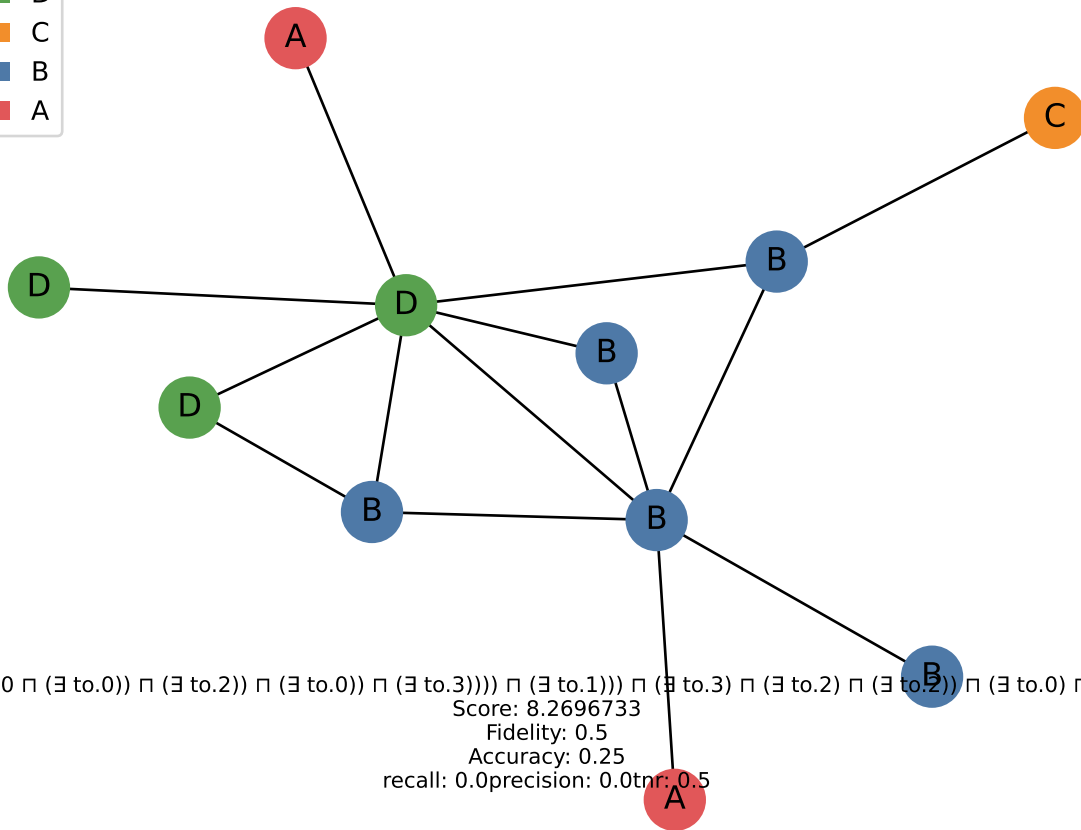 C
B
A
A
C
B
D
D
B
D
B
B
B
0 ⊓ (∃ to.0)) ⊓ (∃ to.2)) ⊓ (∃ to.0)) ⊓ (∃ to.3)))) ⊓ (∃ to.1))) ⊓ (∃ to.3) ⊓ (∃ to.2) ⊓ (∃ to.2)) ⊓ (∃ to.0) ⊓
Score: 8.2696733
Fidelity: 0.5
Accuracy: 0.25
recall: 0.0precision: 0.0tnr: 0.5
A